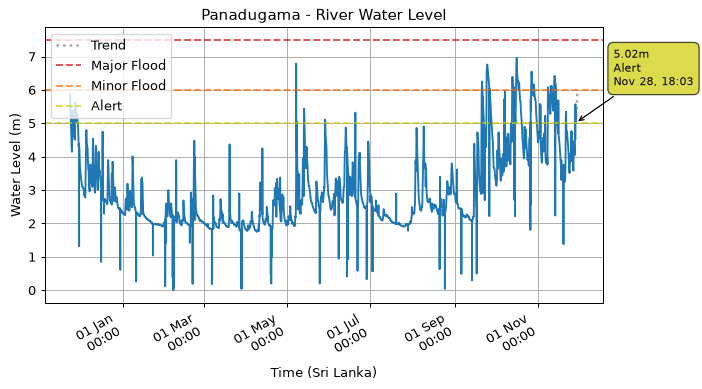 Panadugama - River Water Level
Trend
Major Flood
Minor Flood
Alert
5.02m
Alert
Nov 28, 18:03
Water Level (m)
7
6
5
4
3
2
1
0
01 Jan
00:00
01 Mar
00:00
01 May
00:00
01 Jul
00:00
01 Sep
00:00
01 Nov
00:00
Time (Sri Lanka)